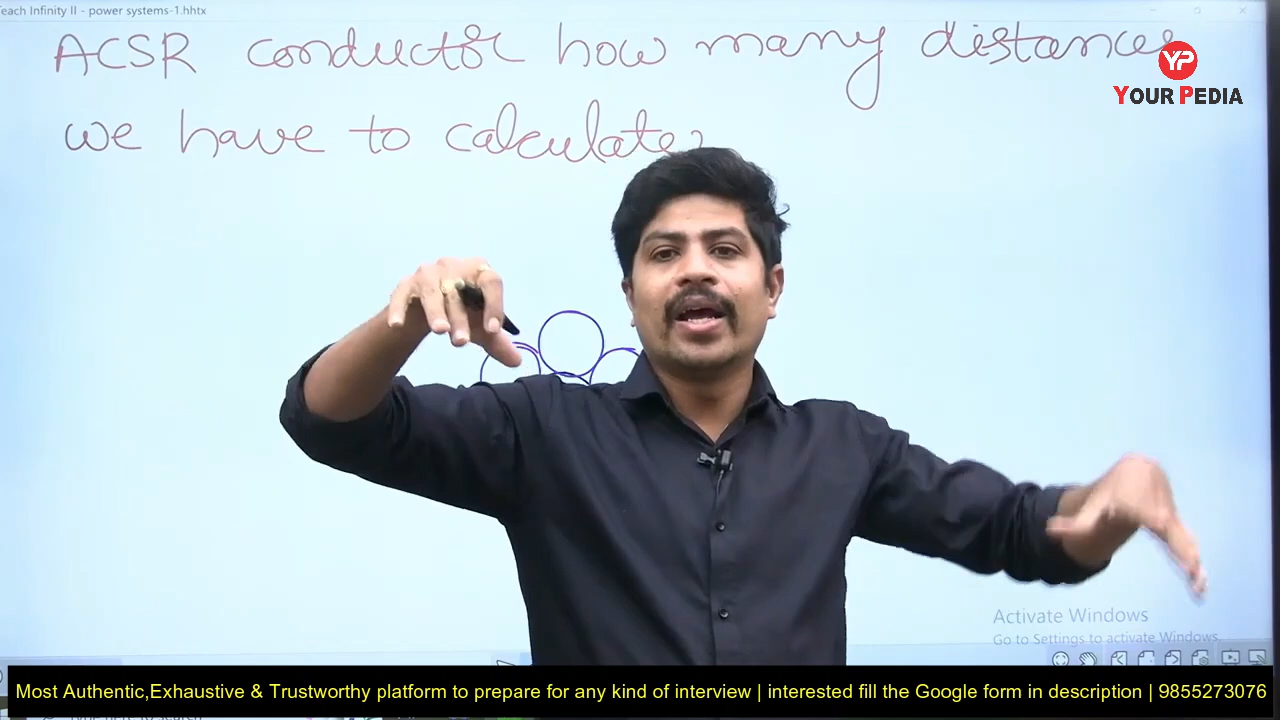 Teach Infinity II - power systems-1.hhtx
ACSR conductor how many distances
we have to calculate?
YP
YOUR PEDIA
Activate Windows
Go to Settings to activate Windows.
Most Authentic,Exhaustive & Trustworthy platform to prepare for any kind of interview | interested fill the Google form in description | 9855273076